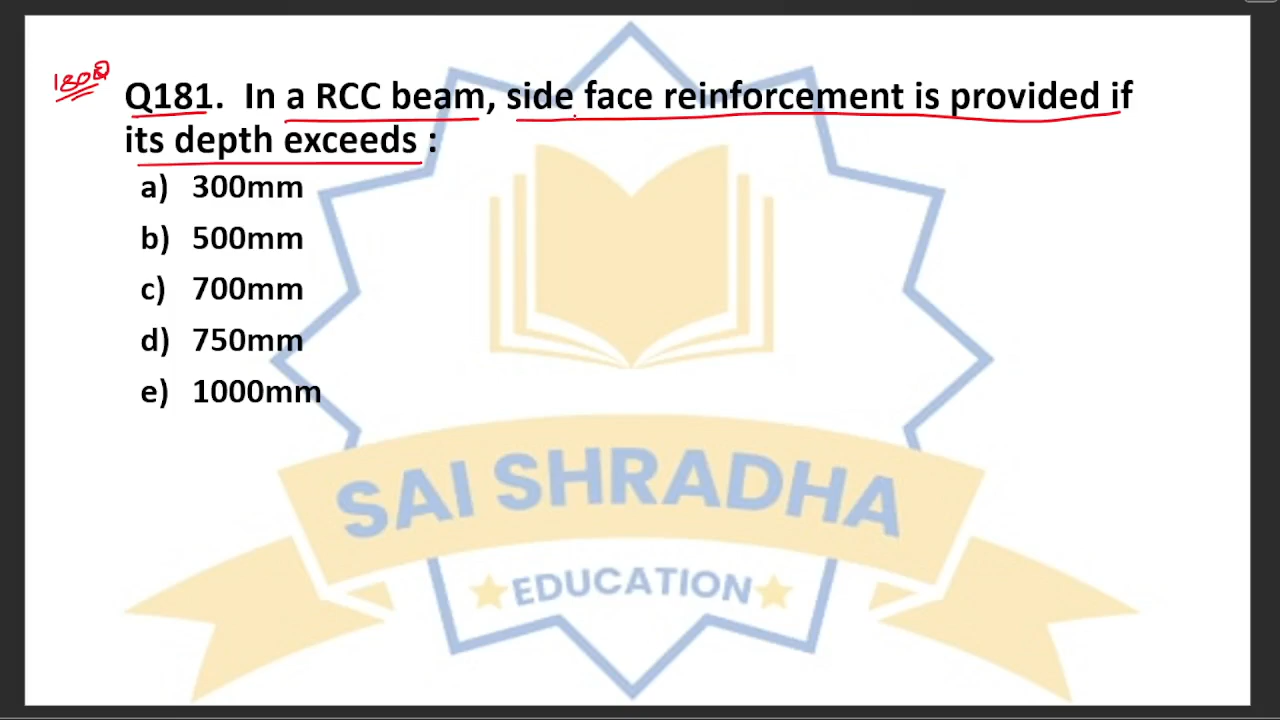 180Q
Q181. In a RCC beam, side face reinforcement is provided if
its depth exceeds :
a) 300mm
b) 500mm
c) 700mm
d) 750mm
e) 1000mm
SAI SHRADHA
EDUCATION